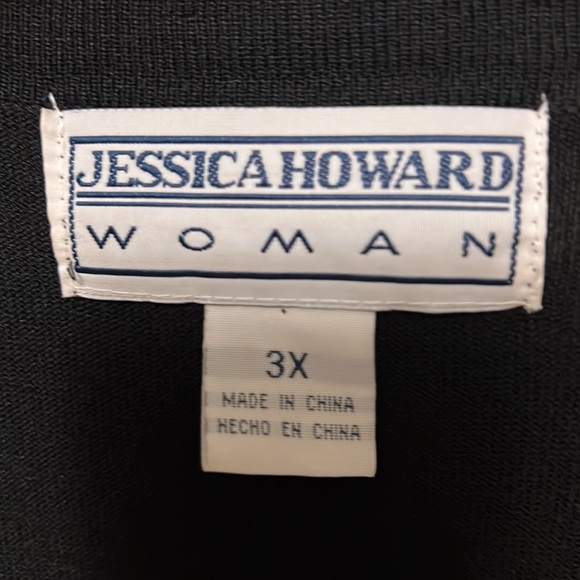 JESSICA HOWARD
WOMAN
3X
MADE IN CHINA
HECHO EN CHINA